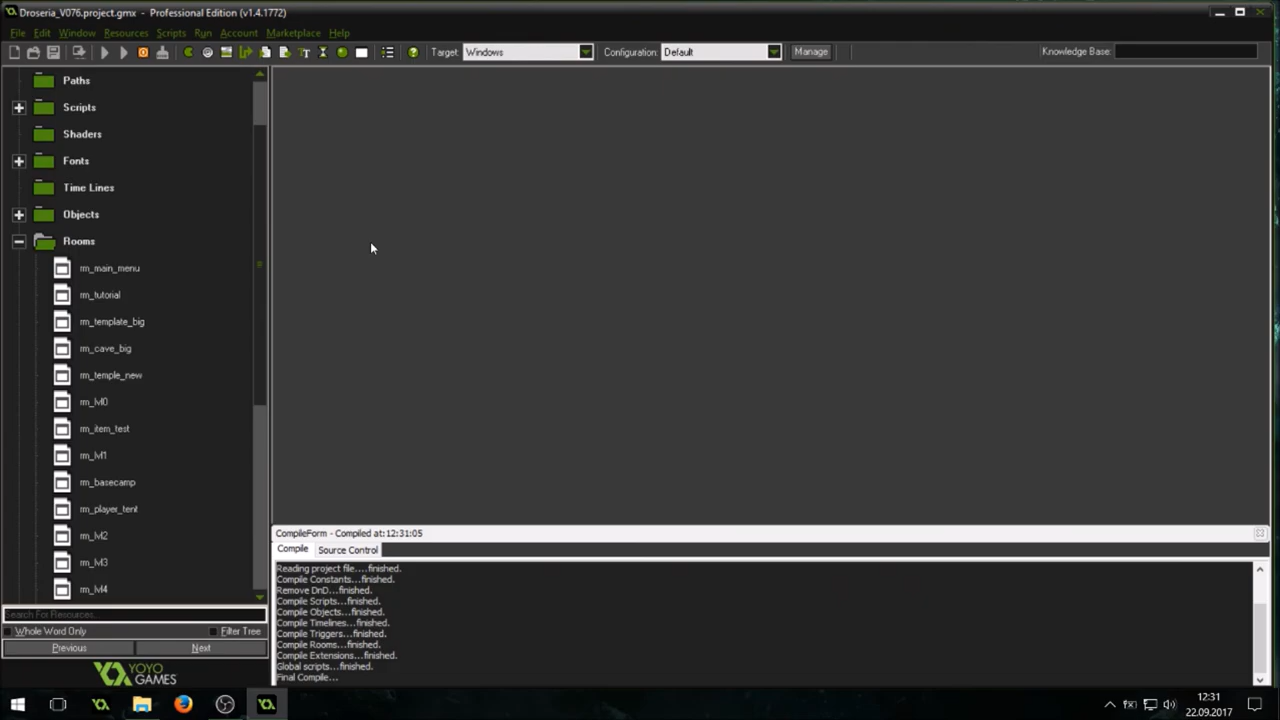 Droseria_V076.project.gmx - Professional Edition (v1.4.1772)
File Edit Window Resources Scripts Run Account Marketplace Help
Target: Windows Configuration: Default Manage Knowledge Base:
Paths
Scripts
Shaders
Fonts
Time Lines
Objects
Rooms
rm_main_menu
rm_tutorial
rm_template_big
rm_cave_big
rm_temple_new
rm_lvl0
rm_item_test
rm_lvl1
rm_basecamp
rm_player_tent
rm_lvl2
rm_lvl3
rm_lvl4
Search For Resources...
Whole Word Only Filter Tree
Previous Next
YOYO
GAMES
CompileForm - Compiled at:12:31:05
Compile Source Control
Reading project file....finished.
Compile Constants...finished.
Remove DnD...finished.
Compile Scripts...finished.
Compile Objects...finished.
Compile Timelines...finished.
Compile Triggers...finished.
Compile Rooms...finished.
Compile Extensions...finished.
Global scripts...finished.
Final Compile...
12:31
22.09.2017